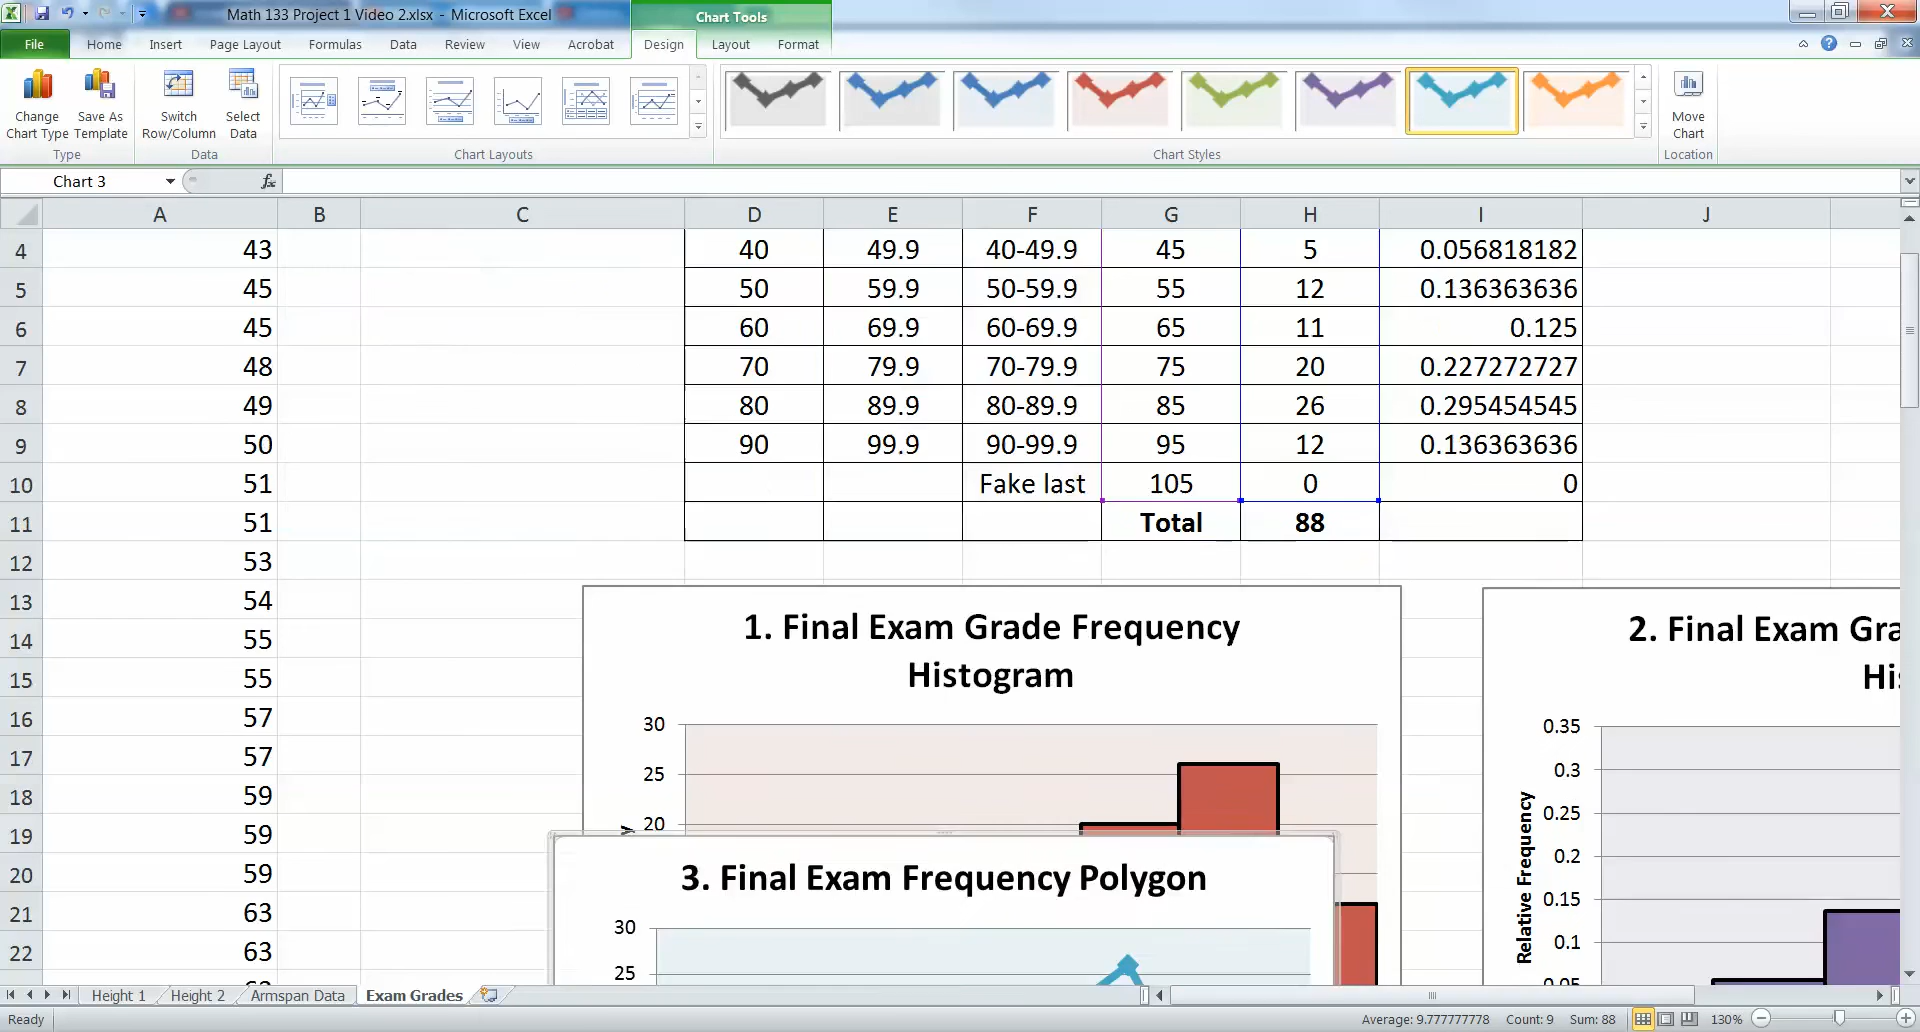 Math 133 Project 1 Video 2.xlsx - Microsoft Excel
Chart Tools
File Home Insert Page Layout Formulas Data Review View Acrobat Design Layout Format
Change Chart Type
Save As Template
Switch Row/Column
Select Data
Move Chart
Type Data Chart Layouts Chart Styles Location
Chart 3 fx
A B C D E F G H I J
4 43 40 49.9 40-49.9 45 5 0.056818182
5 45 50 59.9 50-59.9 55 12 0.136363636
6 45 60 69.9 60-69.9 65 11 0.125
7 48 70 79.9 70-79.9 75 20 0.227272727
8 49 80 89.9 80-89.9 85 26 0.295454545
9 50 90 99.9 90-99.9 95 12 0.136363636
10 51 Fake last 105 0 0
11 51 Total 88
12 53
13 54
14 55
15 55
16 57
17 57
18 59
19 59
20 59
21 63
22 63
1. Final Exam Grade Frequency
Histogram
30
25
20
3. Final Exam Frequency Polygon
30
25
2. Final Exam Gra
His
0.35
0.3
0.25
0.2
0.15
0.1
0.05
Relative Frequency
Height 1 Height 2 Armspan Data Exam Grades
Ready Average: 9.777777778 Count: 9 Sum: 88 130%